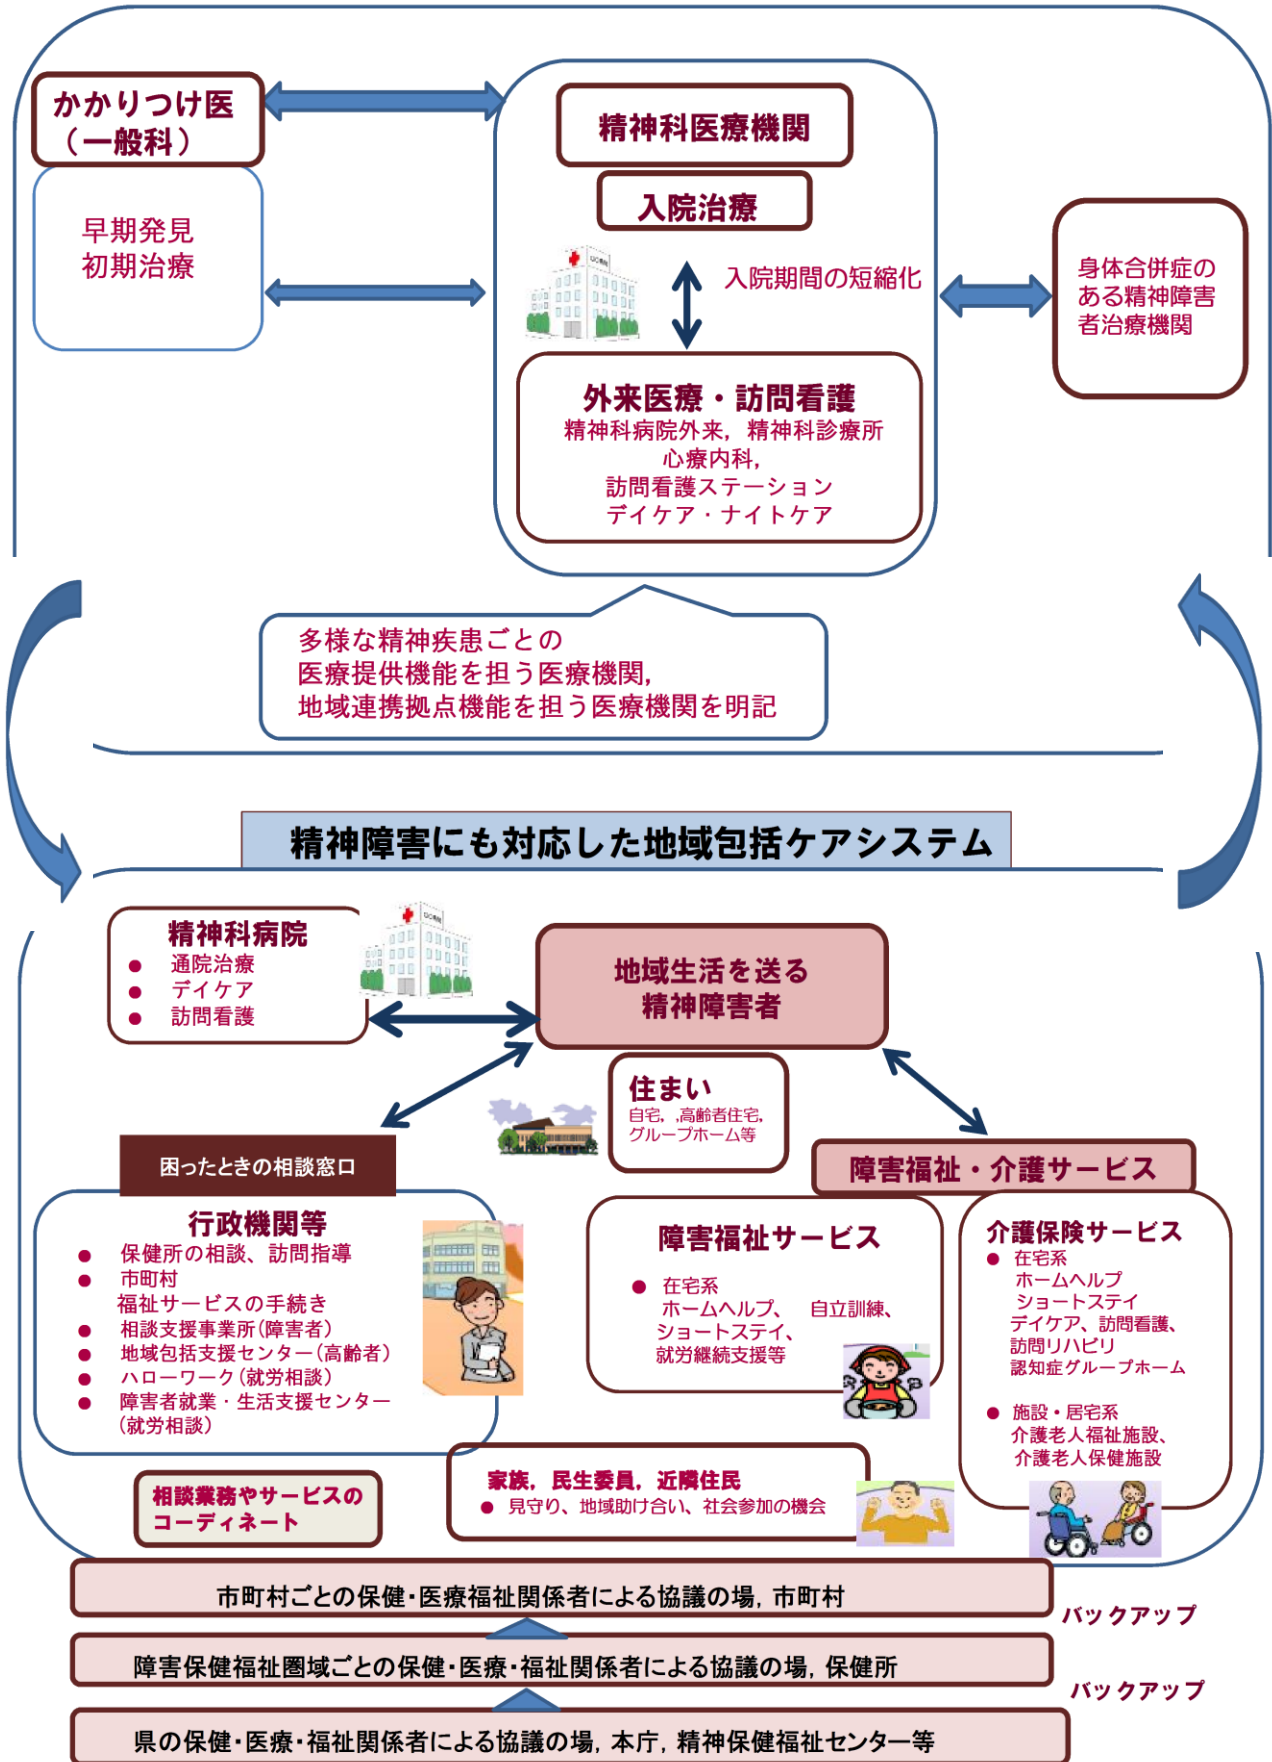 かかりつけ医
（一般科）
早期発見
初期治療
精神科医療機関
入院治療
入院期間の短縮化
外来医療・訪問看護
精神科病院外来，精神科診療所
心療内科，
訪問看護ステーション
デイケア・ナイトケア
身体合併症の
ある精神障害
者治療機関
多様な精神疾患ごとの
医療提供機能を担う医療機関，
地域連携拠点機能を担う医療機関を明記
精神障害にも対応した地域包括ケアシステム
精神科病院
● 通院治療
● デイケア
● 訪問看護
地域生活を送る
精神障害者
住まい
自宅，,高齢者住宅，
グループホーム等
困ったときの相談窓口
行政機関等
● 保健所の相談、訪問指導
● 市町村
福祉サービスの手続き
● 相談支援事業所(障害者)
● 地域包括支援センター(高齢者)
● ハローワーク(就労相談)
● 障害者就業・生活支援センター
(就労相談)
障害福祉・介護サービス
障害福祉サービス
● 在宅系
ホームヘルプ、　自立訓練、
ショートステイ、
就労継続支援等
介護保険サービス
● 在宅系
ホームヘルプ
ショートステイ
デイケア、訪問看護、
訪問リハビリ
認知症グループホーム
● 施設・居宅系
介護老人福祉施設、
介護老人保健施設
相談業務やサービスの
コーディネート
家族，民生委員，近隣住民
● 見守り、地域助け合い、社会参加の機会
市町村ごとの保健・医療福祉関係者による協議の場，市町村
バックアップ
障害保健福祉圏域ごとの保健・医療・福祉関係者による協議の場，保健所
バックアップ
県の保健・医療・福祉関係者による協議の場，本庁，精神保健福祉センター等